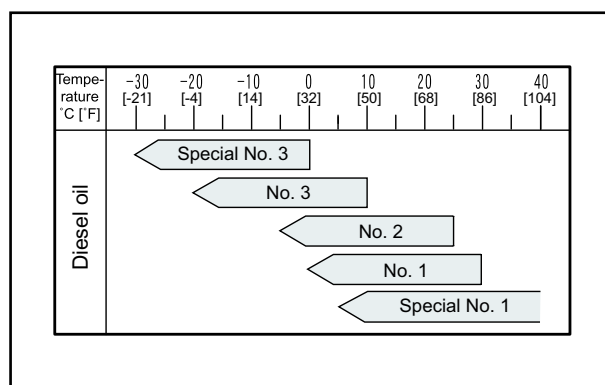 Tempe-
rature
°C [°F]
-30 -20 -10 0 10 20 30 40
[-21] [-4] [14] [32] [50] [68] [86] [104]
Diesel oil
Special No. 3
No. 3
No. 2
No. 1
Special No. 1